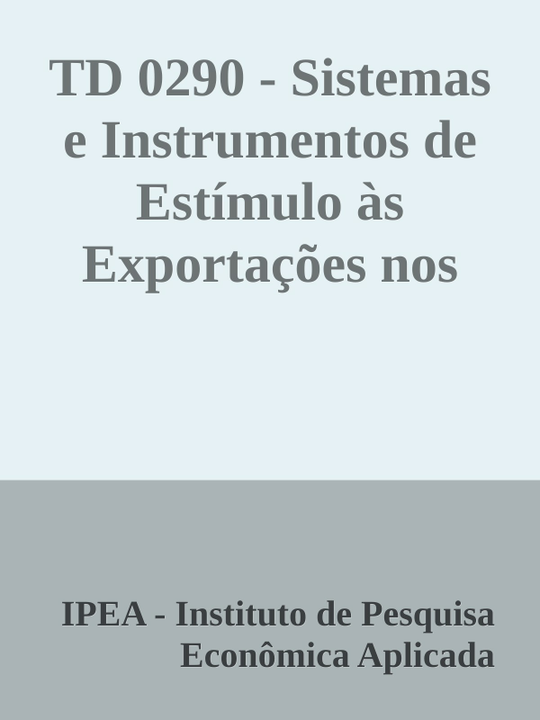 TD 0290 - Sistemas
e Instrumentos de
Estímulo às
Exportações nos
IPEA - Instituto de Pesquisa
Econômica Aplicada